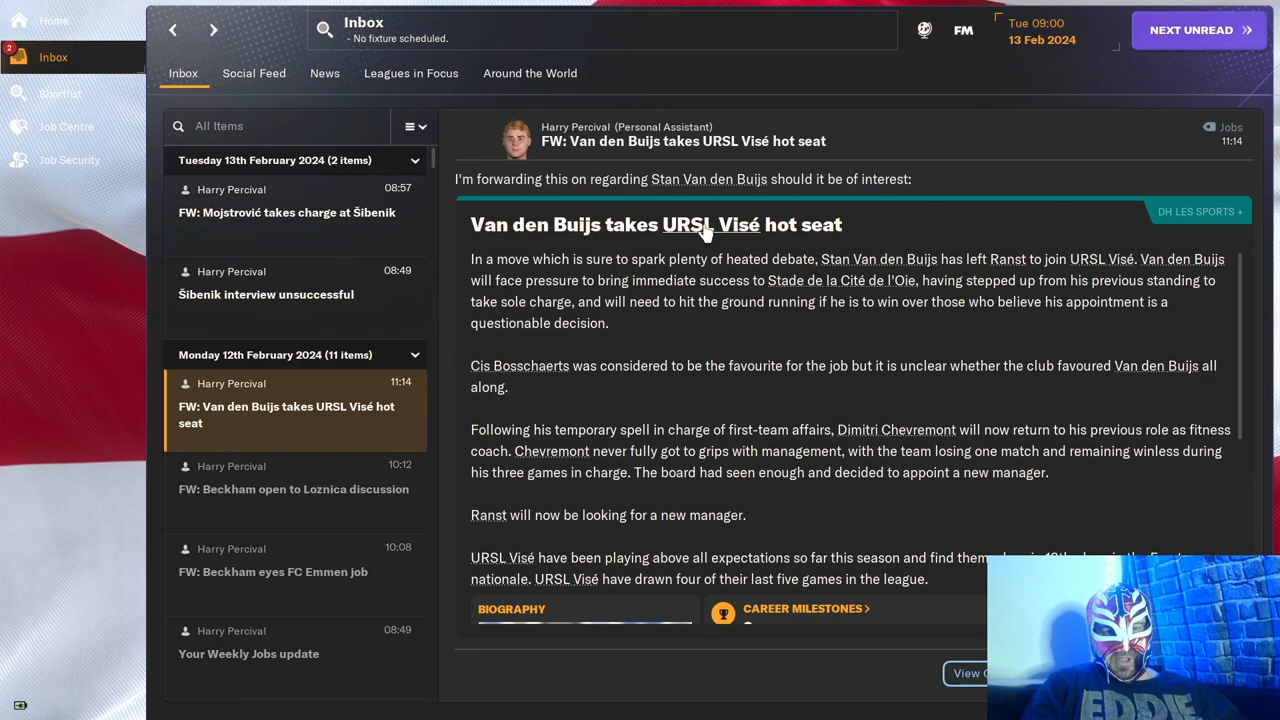 Home
2
Inbox
Shortlist
Job Centre
Job Security
Inbox
- No fixture scheduled.
FM
Tue 09:00
13 Feb 2024
NEXT UNREAD
Inbox
Social Feed
News
Leagues in Focus
Around the World
All Items
Tuesday 13th February 2024 (2 items)
Harry Percival
08:57
FW: Mojstrović takes charge at Šibenik
Harry Percival
08:49
Šibenik interview unsuccessful
Monday 12th February 2024 (11 items)
Harry Percival
11:14
FW: Van den Buijs takes URSL Visé hot
seat
Harry Percival
10:12
FW: Beckham open to Loznica discussion
Harry Percival
10:08
FW: Beckham eyes FC Emmen job
Harry Percival
08:49
Your Weekly Jobs update
Harry Percival (Personal Assistant)
FW: Van den Buijs takes URSL Visé hot seat
Jobs
11:14
I'm forwarding this on regarding Stan Van den Buijs should it be of interest:
DH LES SPORTS +
Van den Buijs takes URSL Visé hot seat
In a move which is sure to spark plenty of heated debate, Stan Van den Buijs has left Ranst to join URSL Visé. Van den Buijs
will face pressure to bring immediate success to Stade de la Cité de l'Oie, having stepped up from his previous standing to
take sole charge, and will need to hit the ground running if he is to win over those who believe his appointment is a
questionable decision.
Cis Bosschaerts was considered to be the favourite for the job but it is unclear whether the club favoured Van den Buijs all
along.
Following his temporary spell in charge of first-team affairs, Dimitri Chevremont will now return to his previous role as fitness
coach. Chevremont never fully got to grips with management, with the team losing one match and remaining winless during
his three games in charge. The board had seen enough and decided to appoint a new manager.
Ranst will now be looking for a new manager.
URSL Visé have been playing above all expectations so far this season and find
nationale. URSL Visé have drawn four of their last five games in the league.
BIOGRAPHY
CAREER MILESTONES
View
EDDIE